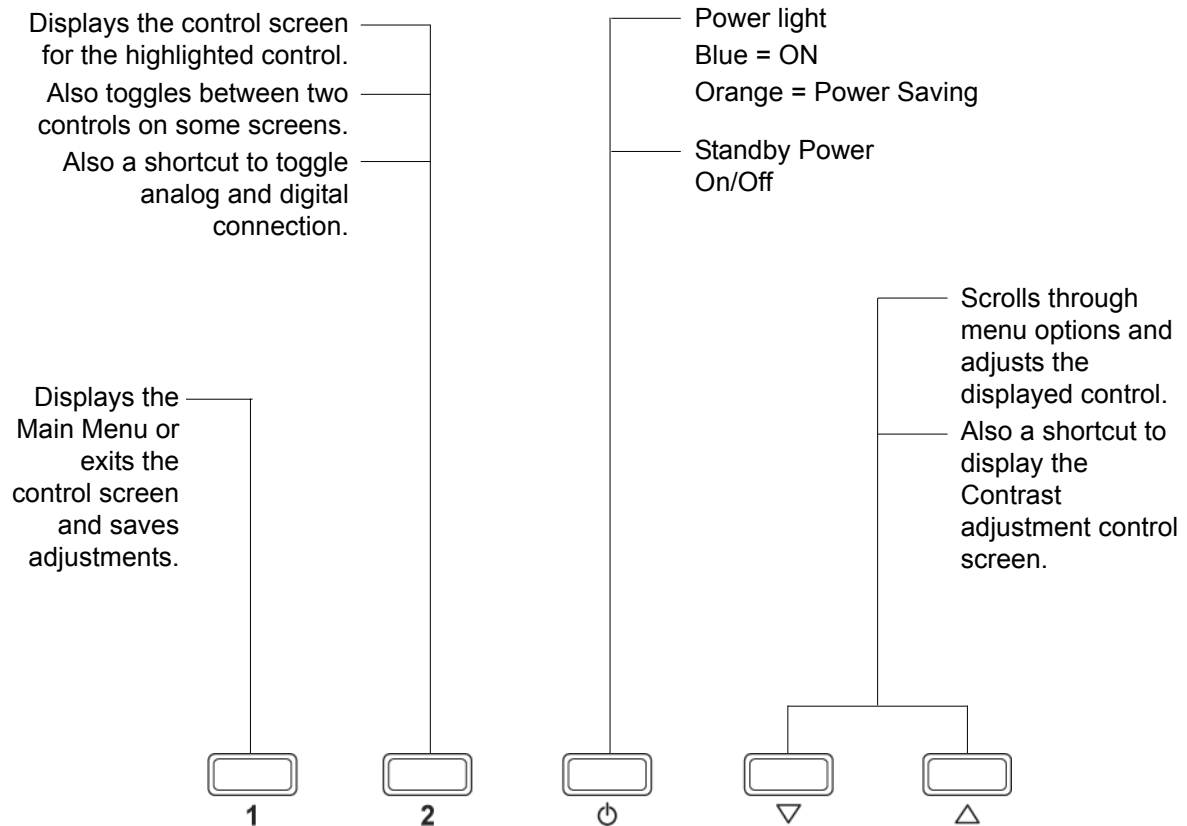 Displays the control screen
for the highlighted control.
Also toggles between two
controls on some screens.
Also a shortcut to toggle
analog and digital
connection.
Power light
Blue = ON
Orange = Power Saving
Standby Power
On/Off
Scrolls through
menu options and
adjusts the
displayed control.
Also a shortcut to
display the
Contrast
adjustment control
screen.
Displays the
Main Menu or
exits the
control screen
and saves
adjustments.
1 2